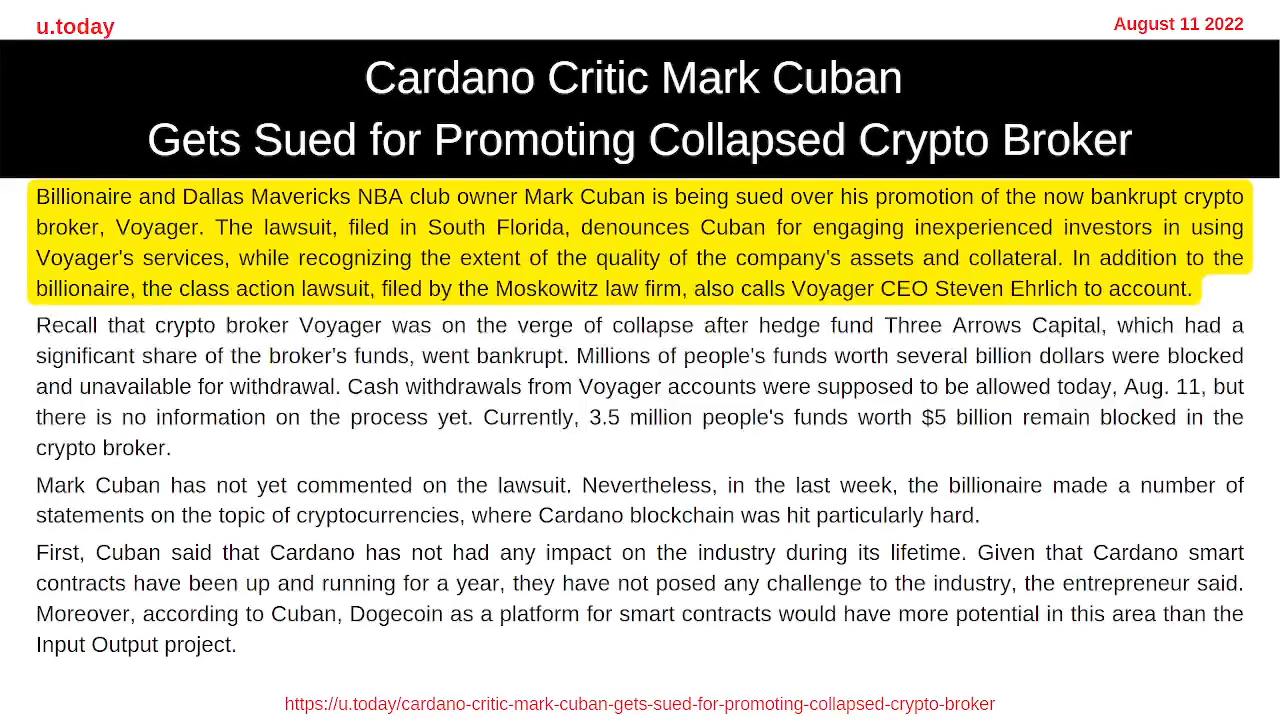 u.today
August 11 2022
Cardano Critic Mark Cuban
Gets Sued for Promoting Collapsed Crypto Broker
Billionaire and Dallas Mavericks NBA club owner Mark Cuban is being sued over his promotion of the now bankrupt crypto
broker, Voyager. The lawsuit, filed in South Florida, denounces Cuban for engaging inexperienced investors in using
Voyager's services, while recognizing the extent of the quality of the company's assets and collateral. In addition to the
billionaire, the class action lawsuit, filed by the Moskowitz law firm, also calls Voyager CEO Steven Ehrlich to account.
Recall that crypto broker Voyager was on the verge of collapse after hedge fund Three Arrows Capital, which had a
significant share of the broker's funds, went bankrupt. Millions of people's funds worth several billion dollars were blocked
and unavailable for withdrawal. Cash withdrawals from Voyager accounts were supposed to be allowed today, Aug. 11, but
there is no information on the process yet. Currently, 3.5 million people's funds worth $5 billion remain blocked in the
crypto broker.
Mark Cuban has not yet commented on the lawsuit. Nevertheless, in the last week, the billionaire made a number of
statements on the topic of cryptocurrencies, where Cardano blockchain was hit particularly hard.
First, Cuban said that Cardano has not had any impact on the industry during its lifetime. Given that Cardano smart
contracts have been up and running for a year, they have not posed any challenge to the industry, the entrepreneur said.
Moreover, according to Cuban, Dogecoin as a platform for smart contracts would have more potential in this area than the
Input Output project.
https://u.today/cardano-critic-mark-cuban-gets-sued-for-promoting-collapsed-crypto-broker